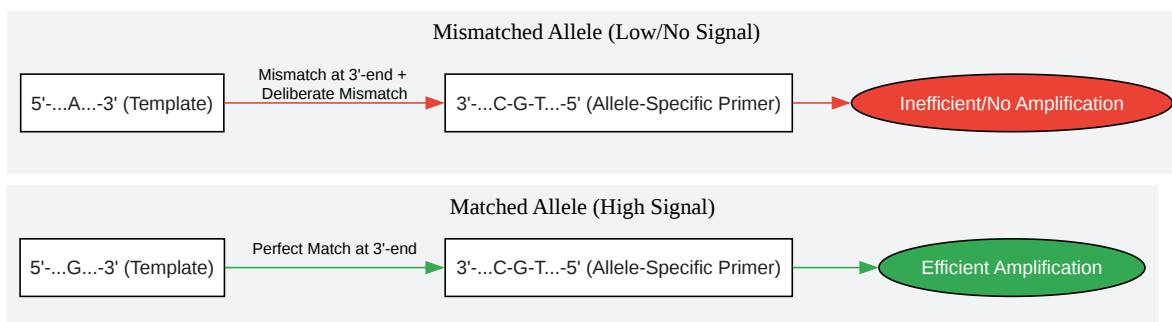 Mismatched Allele (Low/No Signal)
Mismatch at 3'-end +
Deliberate Mismatch
5'-...A...-3' (Template)
3'-...C-G-T...-5' (Allele-Specific Primer)
Inefficient/No Amplification
Matched Allele (High Signal)
Perfect Match at 3'-end
5'-...G...-3' (Template)
3'-...C-G-T...-5' (Allele-Specific Primer)
Efficient Amplification